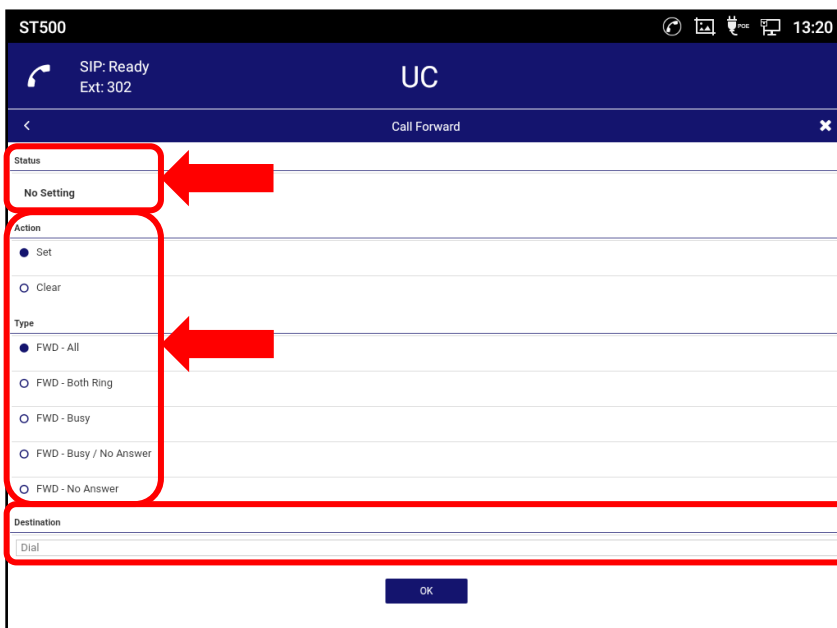 ST500
POE
13:20
SIP: Ready
Ext: 302
UC
Call Forward
Status
No Setting
Action
Set
Clear
Type
FWD - All
FWD - Both Ring
FWD - Busy
FWD - Busy / No Answer
FWD - No Answer
Destination
Dial
OK